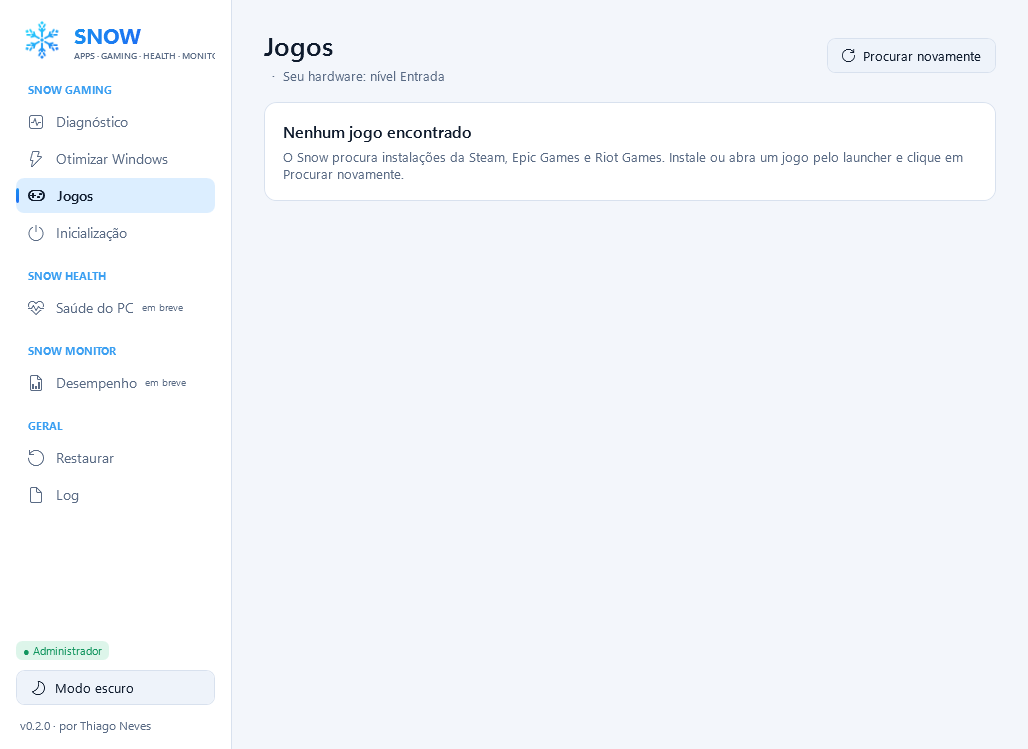 SNOW
APPS · GAMING · HEALTH · MONITO
SNOW GAMING
Diagnóstico
Otimizar Windows
Jogos
Inicialização
SNOW HEALTH
Saúde do PC em breve
SNOW MONITOR
Desempenho em breve
GERAL
Restaurar
Log
● Administrador
Modo escuro
v0.2.0 · por Thiago Neves
Jogos
· Seu hardware: nível Entrada
Procurar novamente
Nenhum jogo encontrado
O Snow procura instalações da Steam, Epic Games e Riot Games. Instale ou abra um jogo pelo launcher e clique em
Procurar novamente.